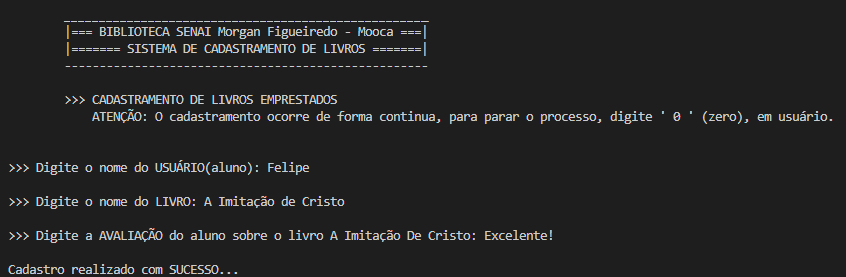 |=== BIBLIOTECA SENAI Morgan Figueiredo - Mooca ===|
|======= SISTEMA DE CADASTRAMENTO DE LIVROS =======|
----------------------------------------------------
>>> CADASTRAMENTO DE LIVROS EMPRESTADOS
ATENÇÃO: O cadastramento ocorre de forma continua, para parar o processo, digite ' 0 ' (zero), em usuário.
>>> Digite o nome do USUÁRIO(aluno): Felipe
>>> Digite o nome do LIVRO: A Imitação de Cristo
>>> Digite a AVALIAÇÃO do aluno sobre o livro A Imitação De Cristo: Excelente!
Cadastro realizado com SUCESSO...